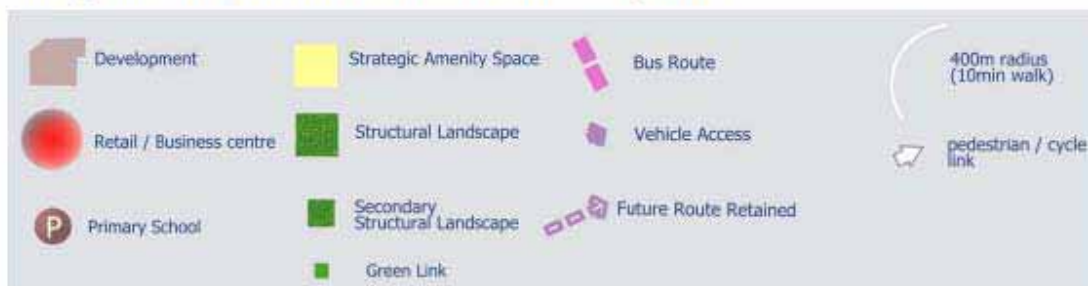 Development
Retail / Business centre
P
Primary School
Strategic Amenity Space
Structural Landscape
Secondary
Structural Landscape
Green Link
Bus Route
Vehicle Access
Future Route Retained
400m radius
(10min walk)
pedestrian / cycle
link